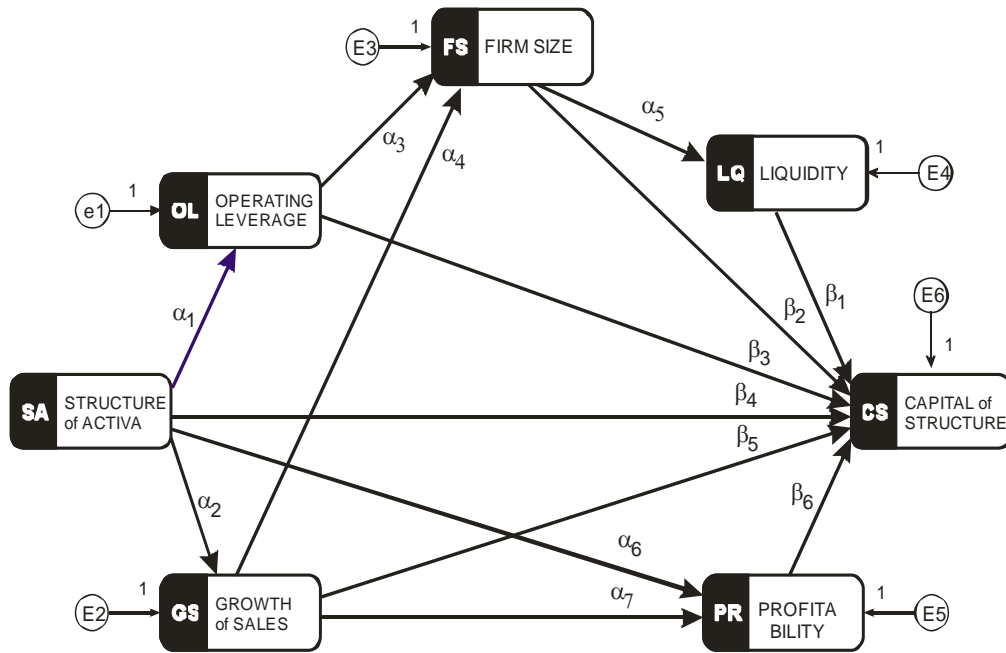 E3
1
FS
FIRM SIZE
α5
α3
α4
1
LQ
LIQUIDITY
E4
e1
1
OL
OPERATING
LEVERAGE
α1
β1
β2
E6
1
β3
SA
STRUCTURE
of ACTIVA
β4
CS
CAPITAL of
STRUCTURE
β5
α2
β6
α6
E2
1
GS
GROWTH
of SALES
α7
PR
PROFITA
BILITY
1
E5